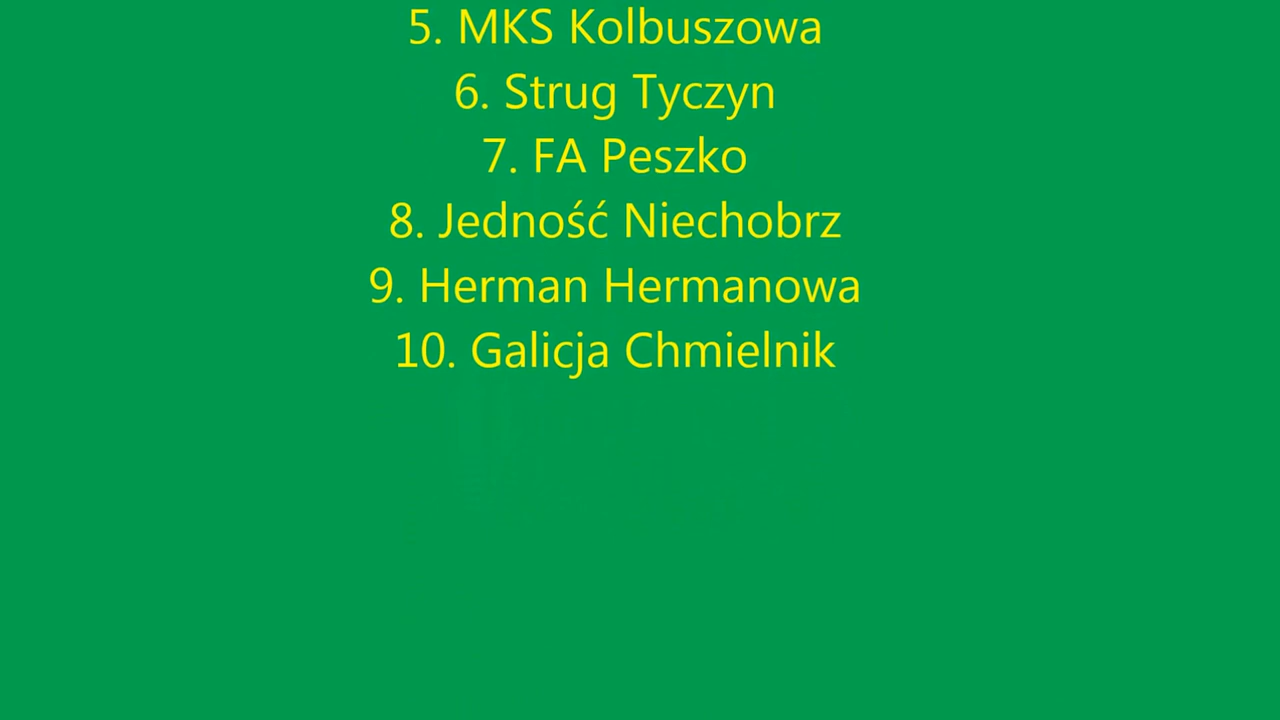 5. MKS Kolbuszowa
6. Strug Tyczyn
7. FA Peszko
8. Jedność Niechobrz
9. Herman Hermanowa
10. Galicja Chmielnik